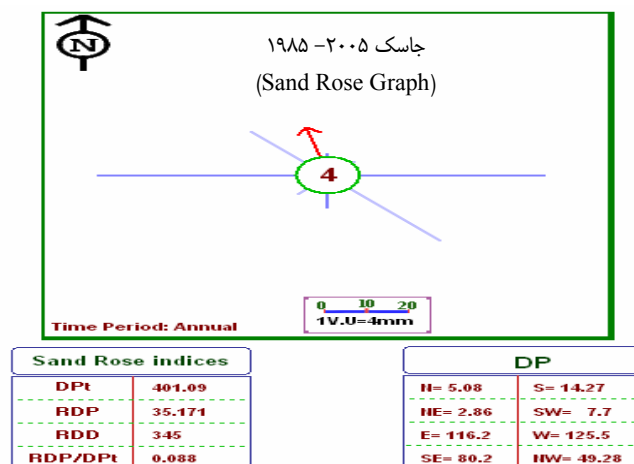 N
جاسک ۲۰۰۵- ۱۹۸۵
(Sand Rose Graph)
4
0 10 20
1V.U=4mm
Time Period: Annual
Sand Rose indices
DPt 401.09
RDP 35.171
RDD 345
RDP/DPt 0.088
DP
N= 5.08 S= 14.27
NE= 2.86 SW= 7.7
E= 116.2 W= 125.5
SE= 80.2 NW= 49.28